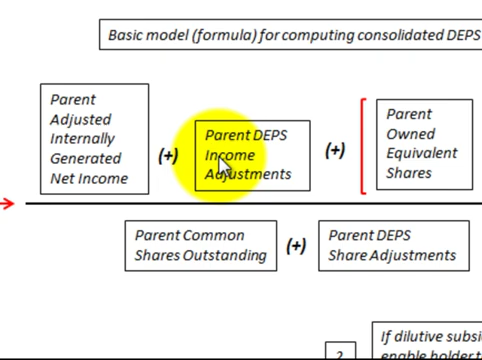 Basic model (formula) for computing consolidated DEPS
Parent
Adjusted
Internally
Generated
Net Income
(+)
Parent DEPS
Income
Adjustments
(+)
Parent
Owned
Equivalent
Shares
Parent Common
Shares Outstanding
(+)
Parent DEPS
Share Adjustments
2
If dilutive subsi
enable holder t